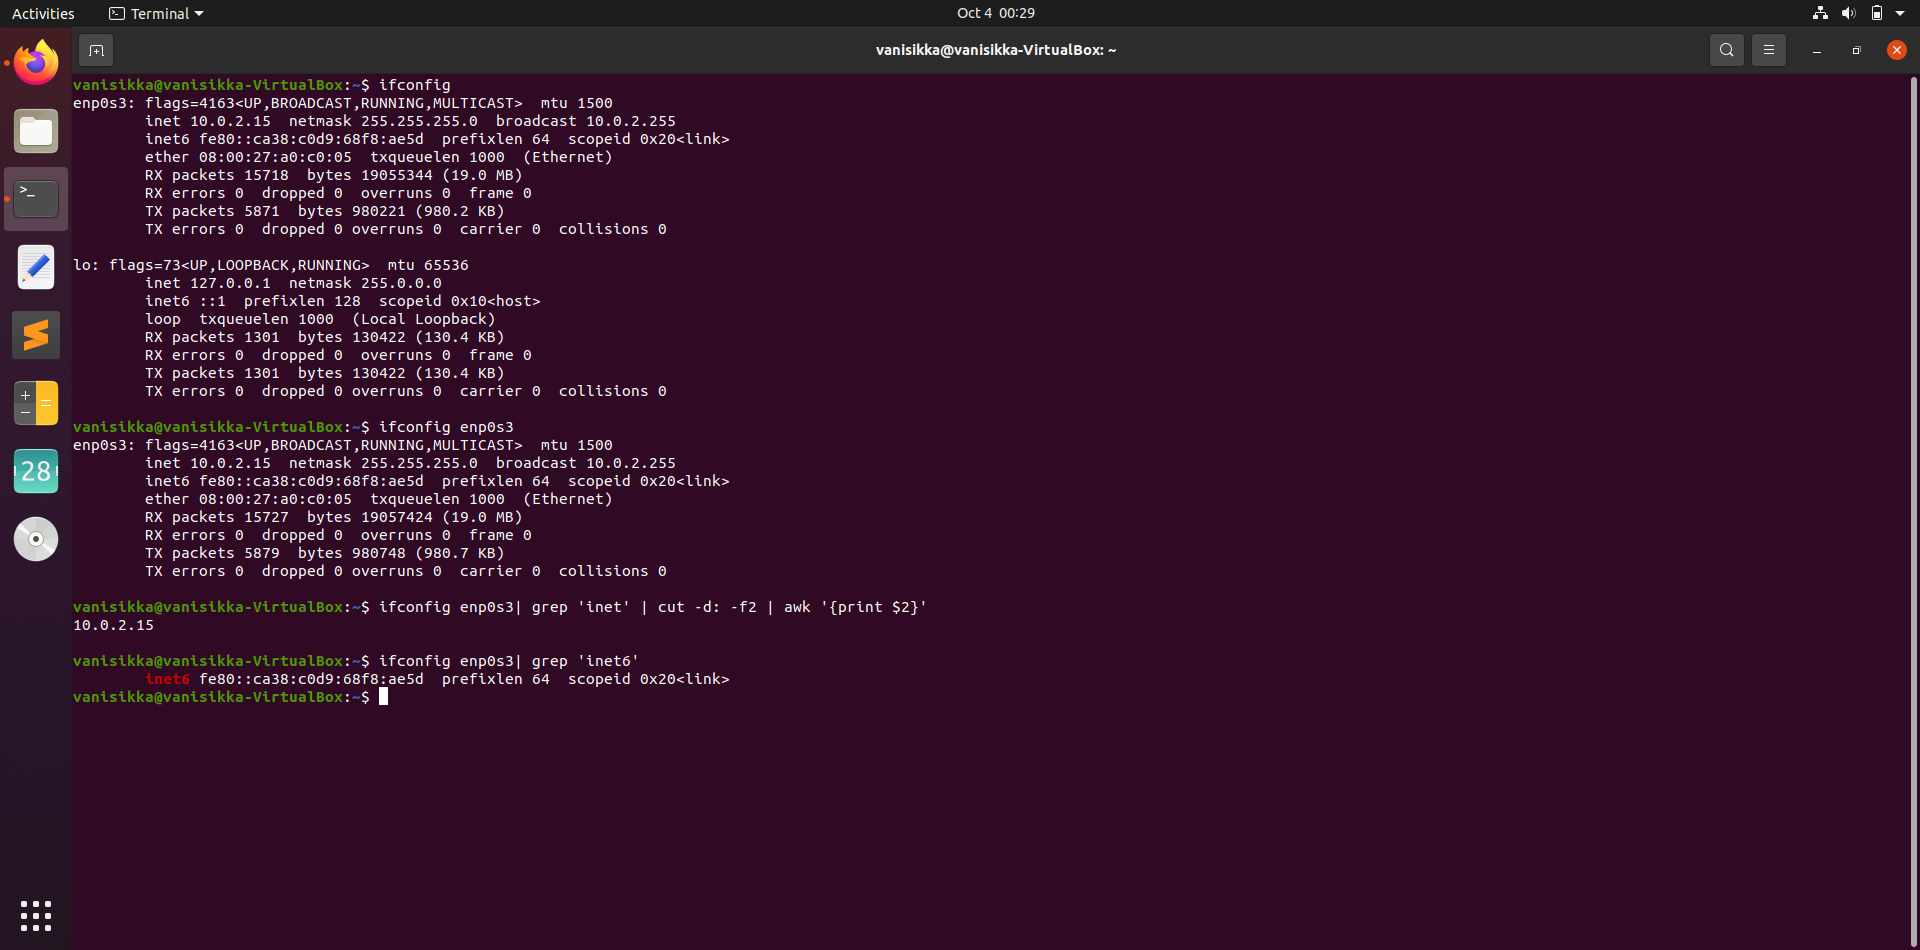 Activities Terminal Oct 4 00:29
vanisikka@vanisikka-VirtualBox: ~
vanisikka@vanisikka-VirtualBox:~$ ifconfig
enp0s3: flags=4163<UP,BROADCAST,RUNNING,MULTICAST>  mtu 1500
        inet 10.0.2.15  netmask 255.255.255.0  broadcast 10.0.2.255
        inet6 fe80::ca38:c0d9:68f8:ae5d  prefixlen 64  scopeid 0x20<link>
        ether 08:00:27:a0:c0:05  txqueuelen 1000  (Ethernet)
        RX packets 15718  bytes 19055344 (19.0 MB)
        RX errors 0  dropped 0  overruns 0  frame 0
        TX packets 5871  bytes 980221 (980.2 KB)
        TX errors 0  dropped 0 overruns 0  carrier 0  collisions 0
lo: flags=73<UP,LOOPBACK,RUNNING>  mtu 65536
        inet 127.0.0.1  netmask 255.0.0.0
        inet6 ::1  prefixlen 128  scopeid 0x10<host>
        loop  txqueuelen 1000  (Local Loopback)
        RX packets 1301  bytes 130422 (130.4 KB)
        RX errors 0  dropped 0  overruns 0  frame 0
        TX packets 1301  bytes 130422 (130.4 KB)
        TX errors 0  dropped 0 overruns 0  carrier 0  collisions 0
vanisikka@vanisikka-VirtualBox:~$ ifconfig enp0s3
enp0s3: flags=4163<UP,BROADCAST,RUNNING,MULTICAST>  mtu 1500
        inet 10.0.2.15  netmask 255.255.255.0  broadcast 10.0.2.255
        inet6 fe80::ca38:c0d9:68f8:ae5d  prefixlen 64  scopeid 0x20<link>
        ether 08:00:27:a0:c0:05  txqueuelen 1000  (Ethernet)
        RX packets 15727  bytes 19057424 (19.0 MB)
        RX errors 0  dropped 0  overruns 0  frame 0
        TX packets 5879  bytes 980748 (980.7 KB)
        TX errors 0  dropped 0 overruns 0  carrier 0  collisions 0
vanisikka@vanisikka-VirtualBox:~$ ifconfig enp0s3| grep 'inet' | cut -d: -f2 | awk '{print $2}'
10.0.2.15
vanisikka@vanisikka-VirtualBox:~$ ifconfig enp0s3| grep 'inet6'
        inet6 fe80::ca38:c0d9:68f8:ae5d  prefixlen 64  scopeid 0x20<link>
vanisikka@vanisikka-VirtualBox:~$
28